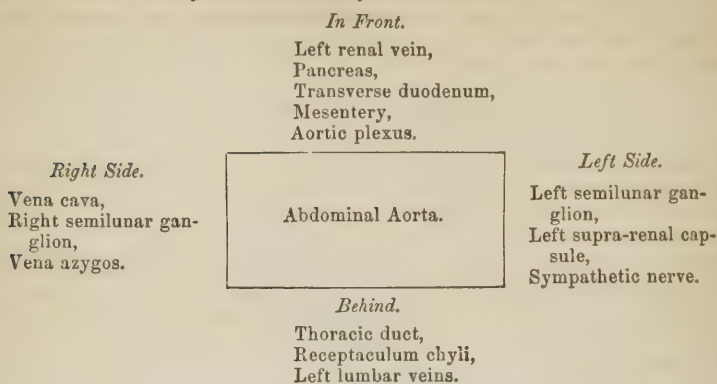 In Front.
Left renal vein,
Pancreas,
Transverse duodenum,
Mesentery,
Aortic plexus.
Right Side.
Vena cava,
Right semilunar gan-
glion,
Vena azygos.
Abdominal Aorta.
Left Side.
Left semilunar gan-
glion,
Left supra-renal cap-
sule,
Sympathetic nerve.
Behind.
Thoracic duct,
Receptaculum chyli,
Left lumbar veins.